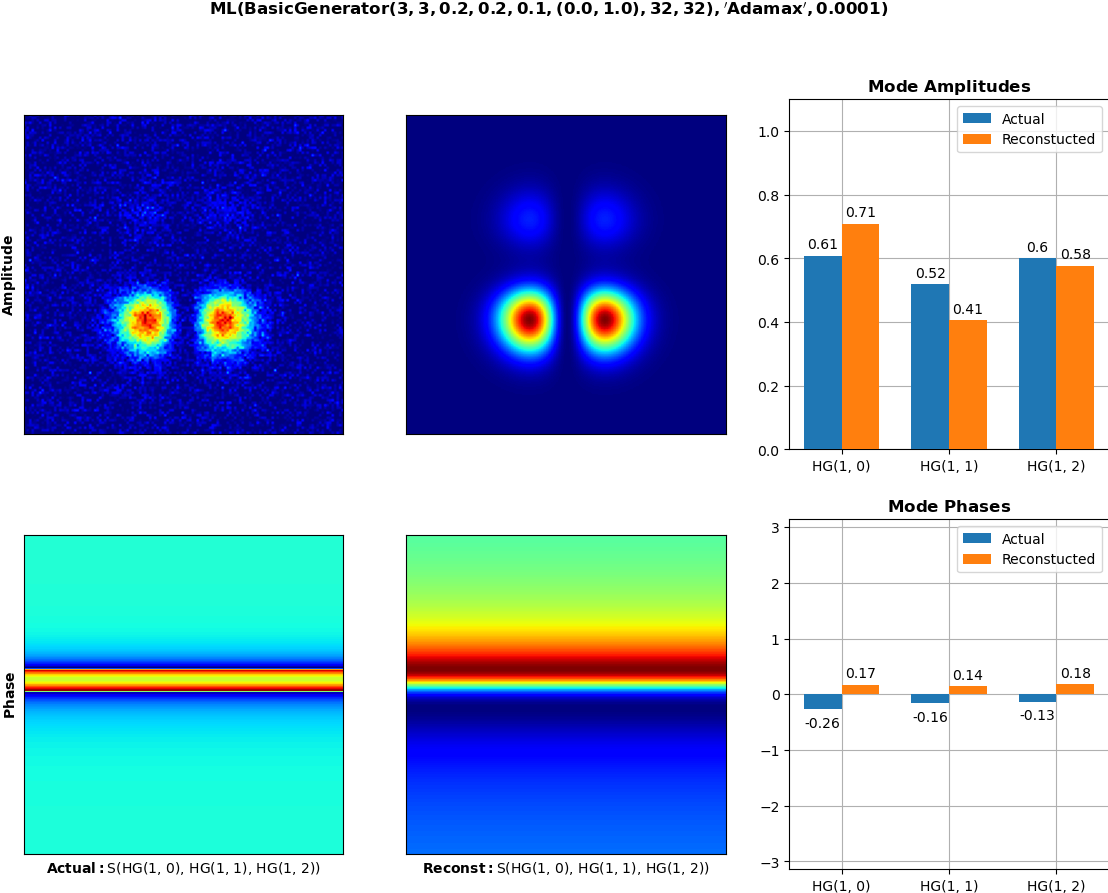 ML(BasicGenerator(3, 3, 0.2, 0.2, 0.1, (0.0, 1.0), 32, 32), ′Adamax′, 0.0001)
Amplitude
Mode Amplitudes
Actual
Reconstucted
1.0
0.8
0.6
0.4
0.2
0.0
0.61
0.71
0.52
0.41
0.6
0.58
HG(1, 0)
HG(1, 1)
HG(1, 2)
Phase
Actual: S(HG(1, 0), HG(1, 1), HG(1, 2))
Reconst: S(HG(1, 0), HG(1, 1), HG(1, 2))
Mode Phases
Actual
Reconstucted
3
2
1
0
−1
−2
−3
-0.26
0.17
-0.16
0.14
-0.13
0.18
HG(1, 0)
HG(1, 1)
HG(1, 2)